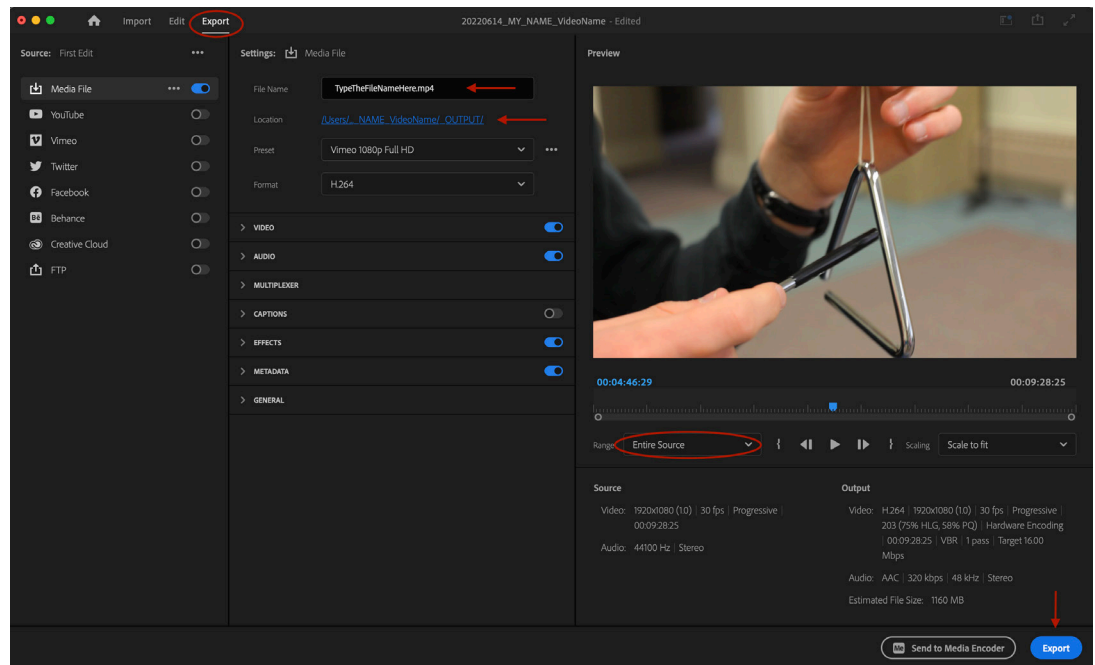 Import Edit Export
20220614_MY_NAME_VideoName - Edited
Source: First Edit
Media File
YouTube
Vimeo
Twitter
Facebook
Bē Behance
Creative Cloud
FTP
Settings: Media File
File Name TypeTheFileNameHere.mp4
Location /Users/... NAME_VideoName/_OUTPUT/
Preset Vimeo 1080p Full HD
Format H.264
VIDEO
AUDIO
MULTIPLEXER
CAPTIONS
EFFECTS
METADATA
GENERAL
Preview
00:04:46:29 00:09:28:25
Range Entire Source Scaling Scale to fit
Source
Video: 1920x1080 (1.0) | 30 fps | Progressive |
00:09:28:25
Audio: 44100 Hz | Stereo
Output
Video: H.264 | 1920x1080 (1.0) | 30 fps | Progressive |
203 (75% HLG, 58% PQ) | Hardware Encoding
| 00:09:28:25 | VBR | 1 pass | Target 16.00
Mbps
Audio: AAC | 320 kbps | 48 kHz | Stereo
Estimated File Size: 1160 MB
Me Send to Media Encoder Export